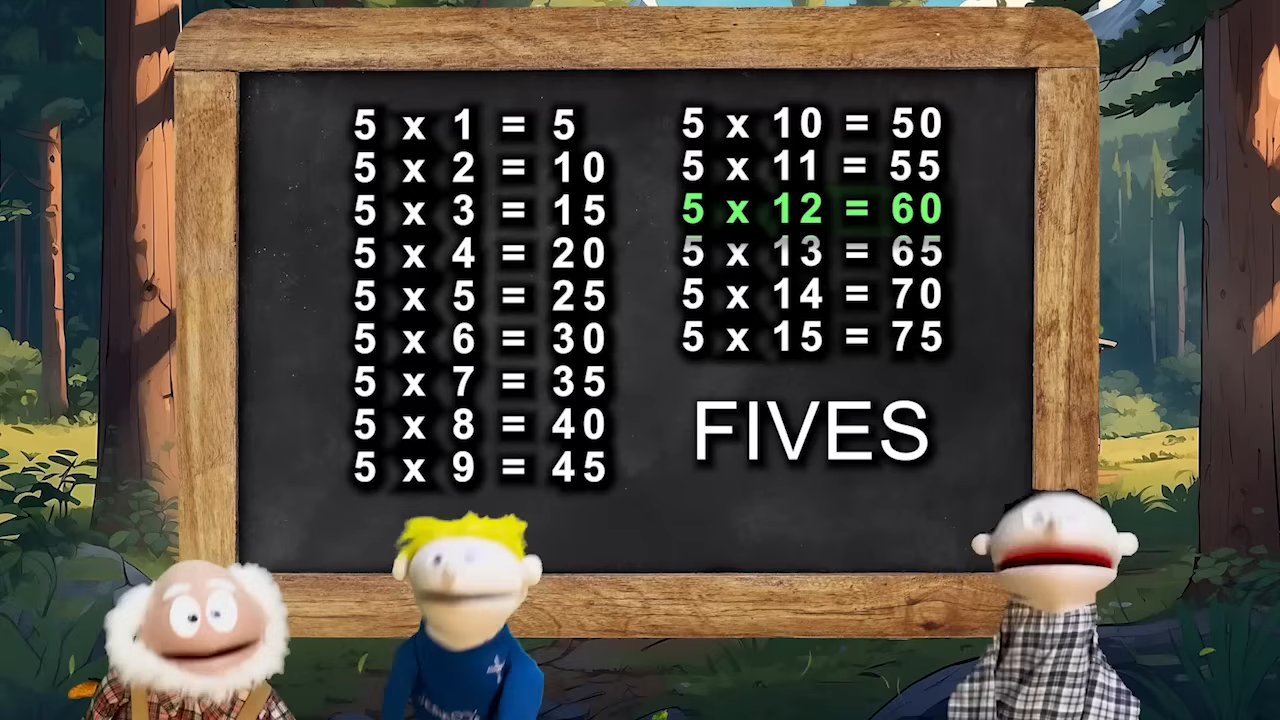 5 x 1 = 5
5 x 2 = 10
5 x 3 = 15
5 x 4 = 20
5 x 5 = 25
5 x 6 = 30
5 x 7 = 35
5 x 8 = 40
5 x 9 = 45
5 x 10 = 50
5 x 11 = 55
5 x 12 = 60
5 x 13 = 65
5 x 14 = 70
5 x 15 = 75
FIVES